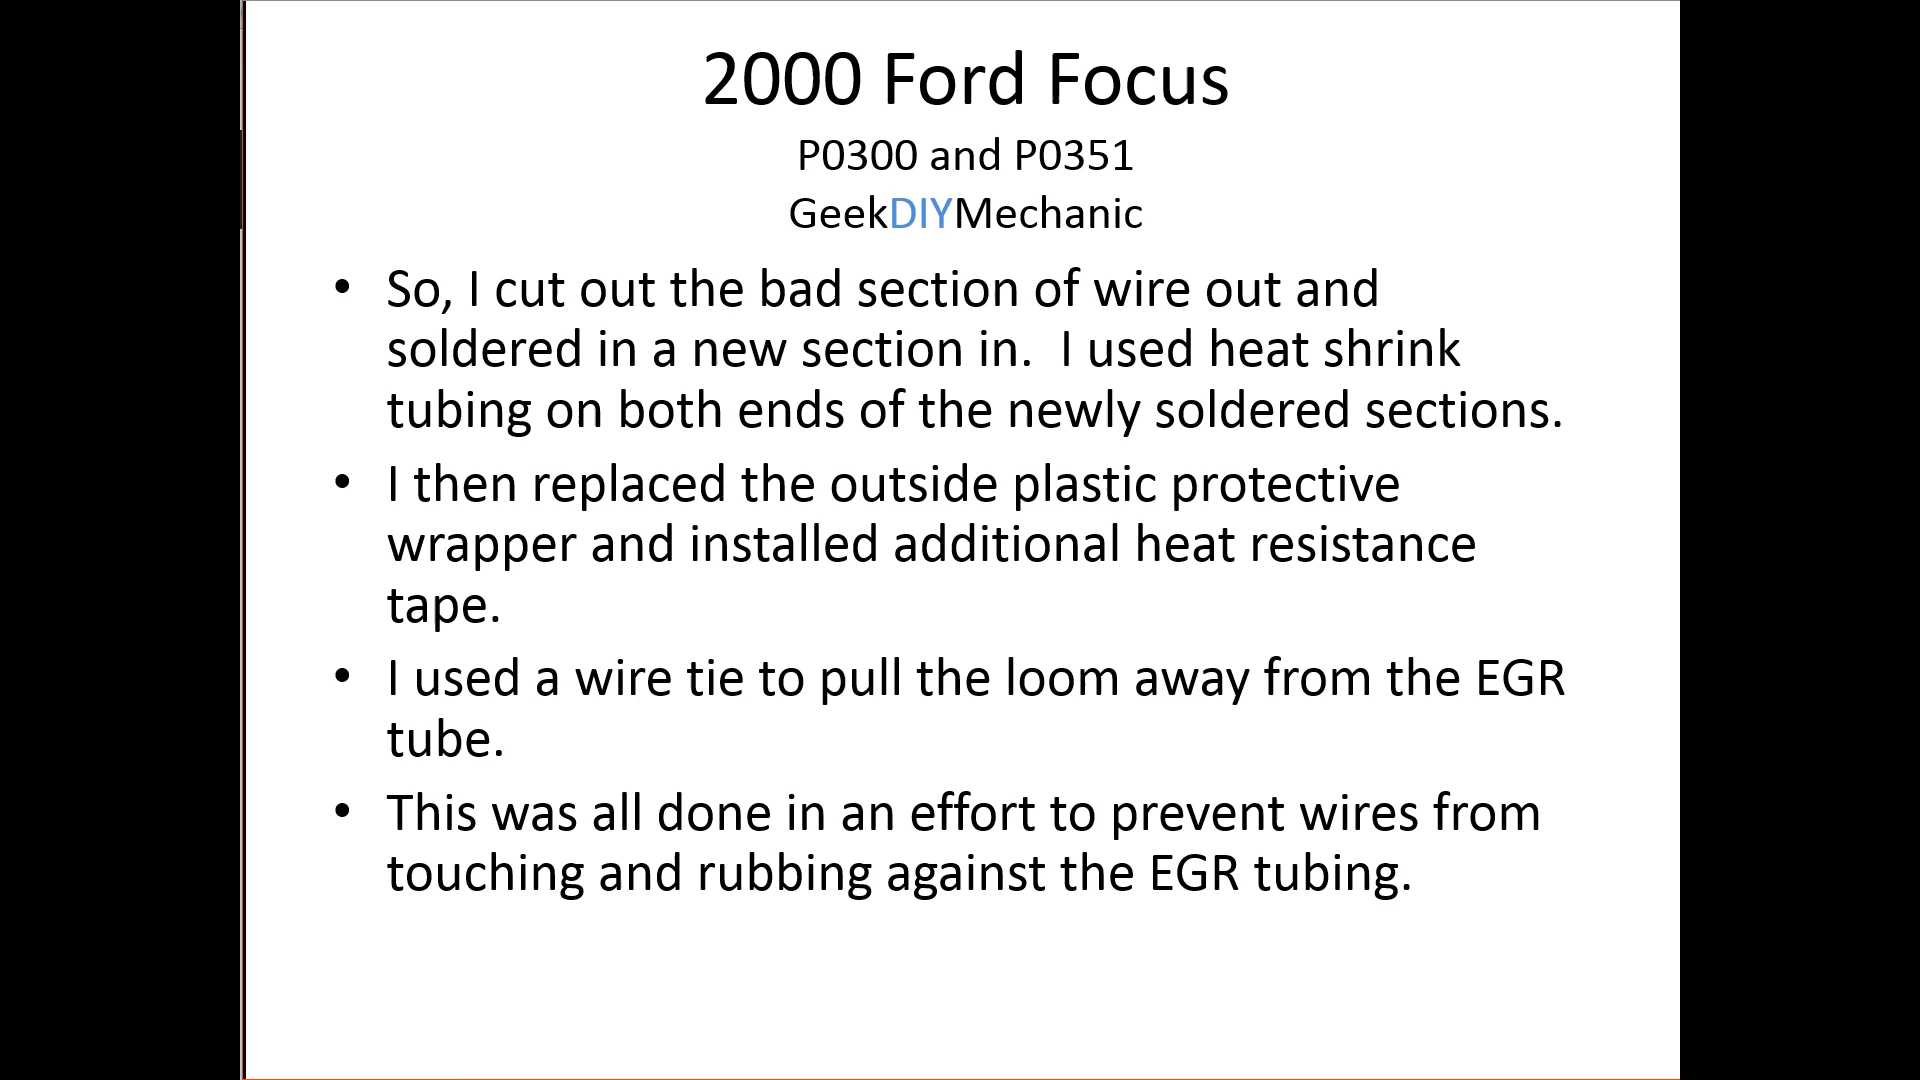 2000 Ford Focus
P0300 and P0351
GeekDIYMechanic
• So, I cut out the bad section of wire out and
soldered in a new section in.  I used heat shrink
tubing on both ends of the newly soldered sections.
• I then replaced the outside plastic protective
wrapper and installed additional heat resistance
tape.
• I used a wire tie to pull the loom away from the EGR
tube.
• This was all done in an effort to prevent wires from
touching and rubbing against the EGR tubing.